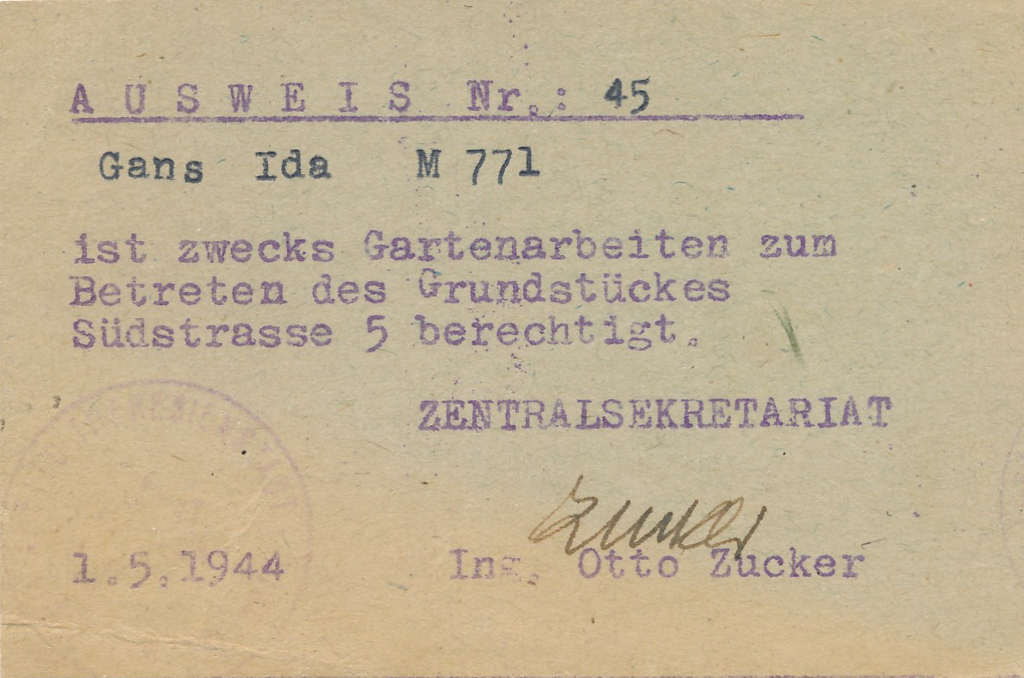 AUSWEIS Nr.: 45
Gans Ida M 771
ist zwecks Gartenarbeiten zum
Betreten des Grundstückes
Südstrasse 5 berechtigt.
ZENTRALSEKRETARIAT
Zucker
1.5.1944 Ing. Otto Zucker